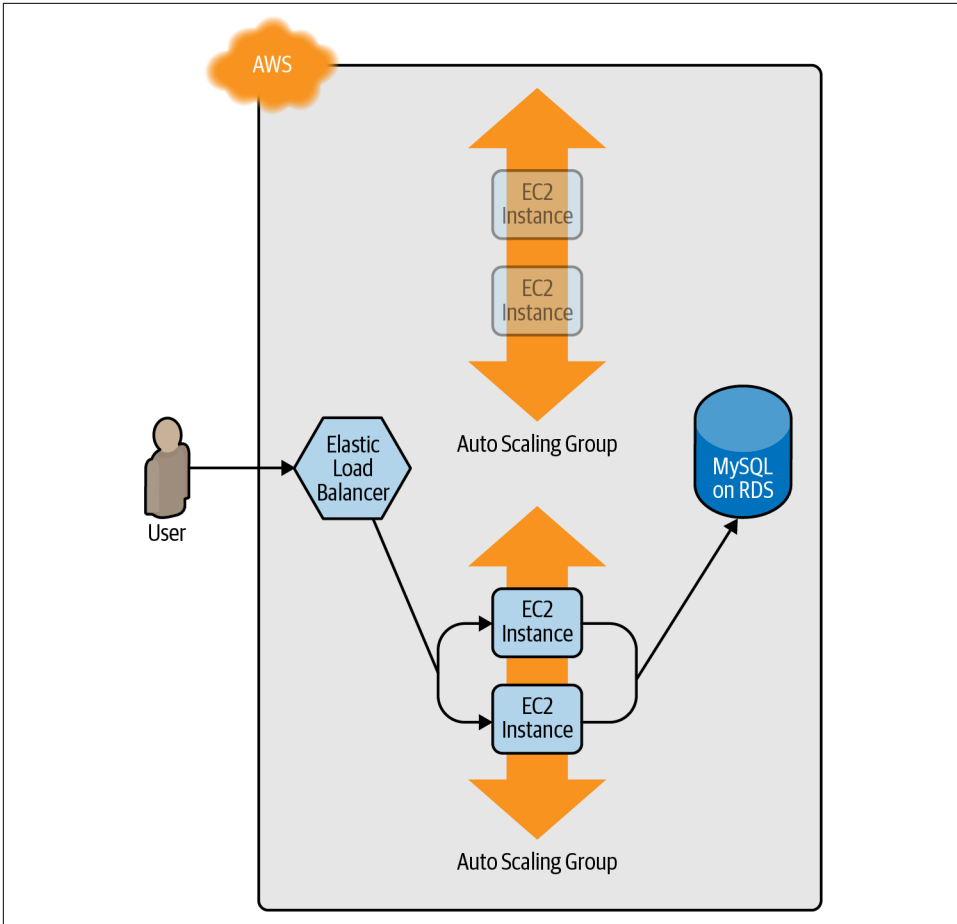 AWS
EC2
Instance
EC2
Instance
Auto Scaling Group
Elastic
Load
Balancer
User
MySQL
on RDS
EC2
Instance
EC2
Instance
Auto Scaling Group